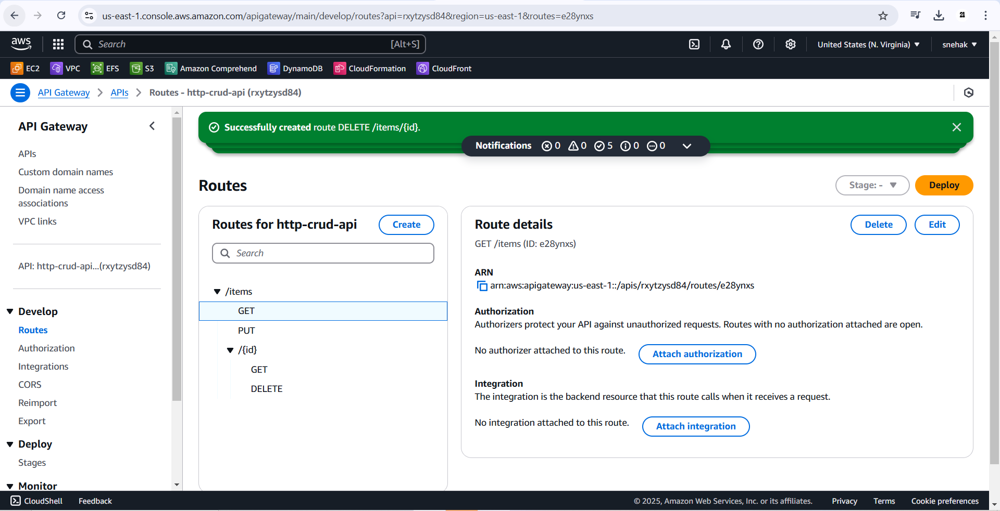 us-east-1.console.aws.amazon.com/apigateway/main/develop/routes?api=rxytzysd84&region=us-east-1&routes=e28ynxs
21
aws
Search
[Alt+S]
United States (N. Virginia)
snehak
EC2
VPC
EFS
S3
Amazon Comprehend
DynamoDB
CloudFormation
CloudFront
API Gateway
APIs
Routes - http-crud-api (rxytzysd84)
API Gateway
APIs
Custom domain names
Domain name access
associations
VPC links
API: http-crud-api...(rxytzysd84)
Develop
Routes
Authorization
Integrations
CORS
Reimport
Export
Deploy
Stages
Monitor
Successfully created route DELETE /items/{id}.
Notifications 0 0 5 0 0
Routes
Stage: -
Deploy
Routes for http-crud-api
Create
Search
/items
GET
PUT
/{id}
GET
DELETE
Route details
Delete
Edit
GET /items (ID: e28ynxs)
ARN
arn:aws:apigateway:us-east-1::/apis/rxytzysd84/routes/e28ynxs
Authorization
Authorizers protect your API against unauthorized requests. Routes with no authorization attached are open.
No authorizer attached to this route.
Attach authorization
Integration
The integration is the backend resource that this route calls when it receives a request.
No integration attached to this route.
Attach integration
CloudShell
Feedback
© 2025, Amazon Web Services, Inc. or its affiliates.
Privacy
Terms
Cookie preferences